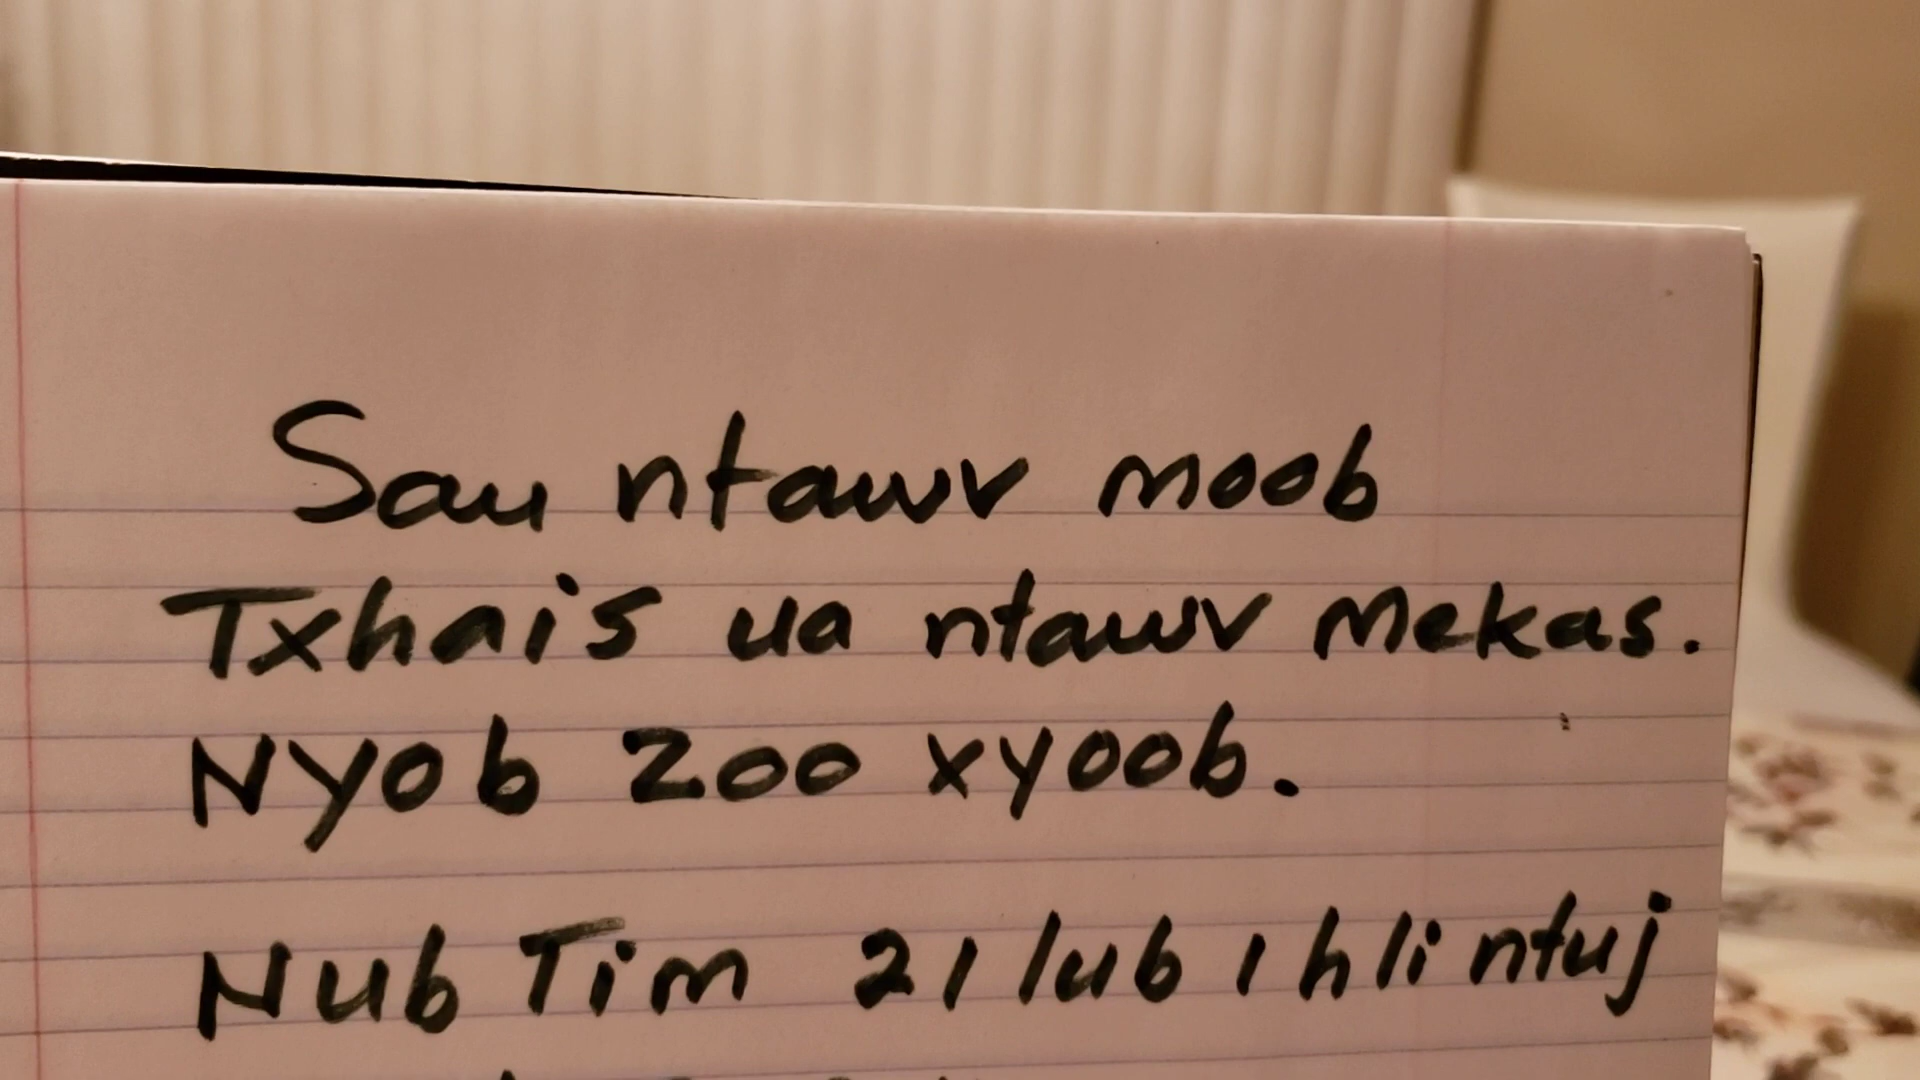 Sau ntawv moob
Txhais ua ntawv Mekas.
Nyob zoo xyoob.
Nub Tim 21 lub 1 hli ntuj